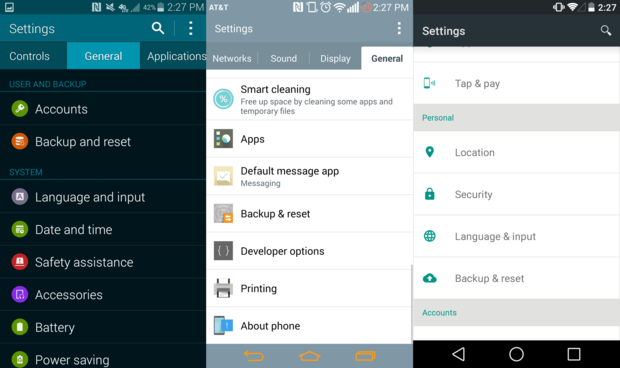 42% 2:27 PM
Settings
Controls General Applications
USER AND BACKUP
Accounts
Backup and reset
SYSTEM
Language and input
Date and time
Safety assistance
Accessories
Battery
Power saving
AT&T 2:27 PM
Settings
Networks Sound Display General
Smart cleaning
Free up space by cleaning some apps and
temporary files
Apps
Default message app
Messaging
Backup & reset
Developer options
Printing
About phone
2:27
Settings
Tap & pay
Personal
Location
Security
Language & input
Backup & reset
Accounts